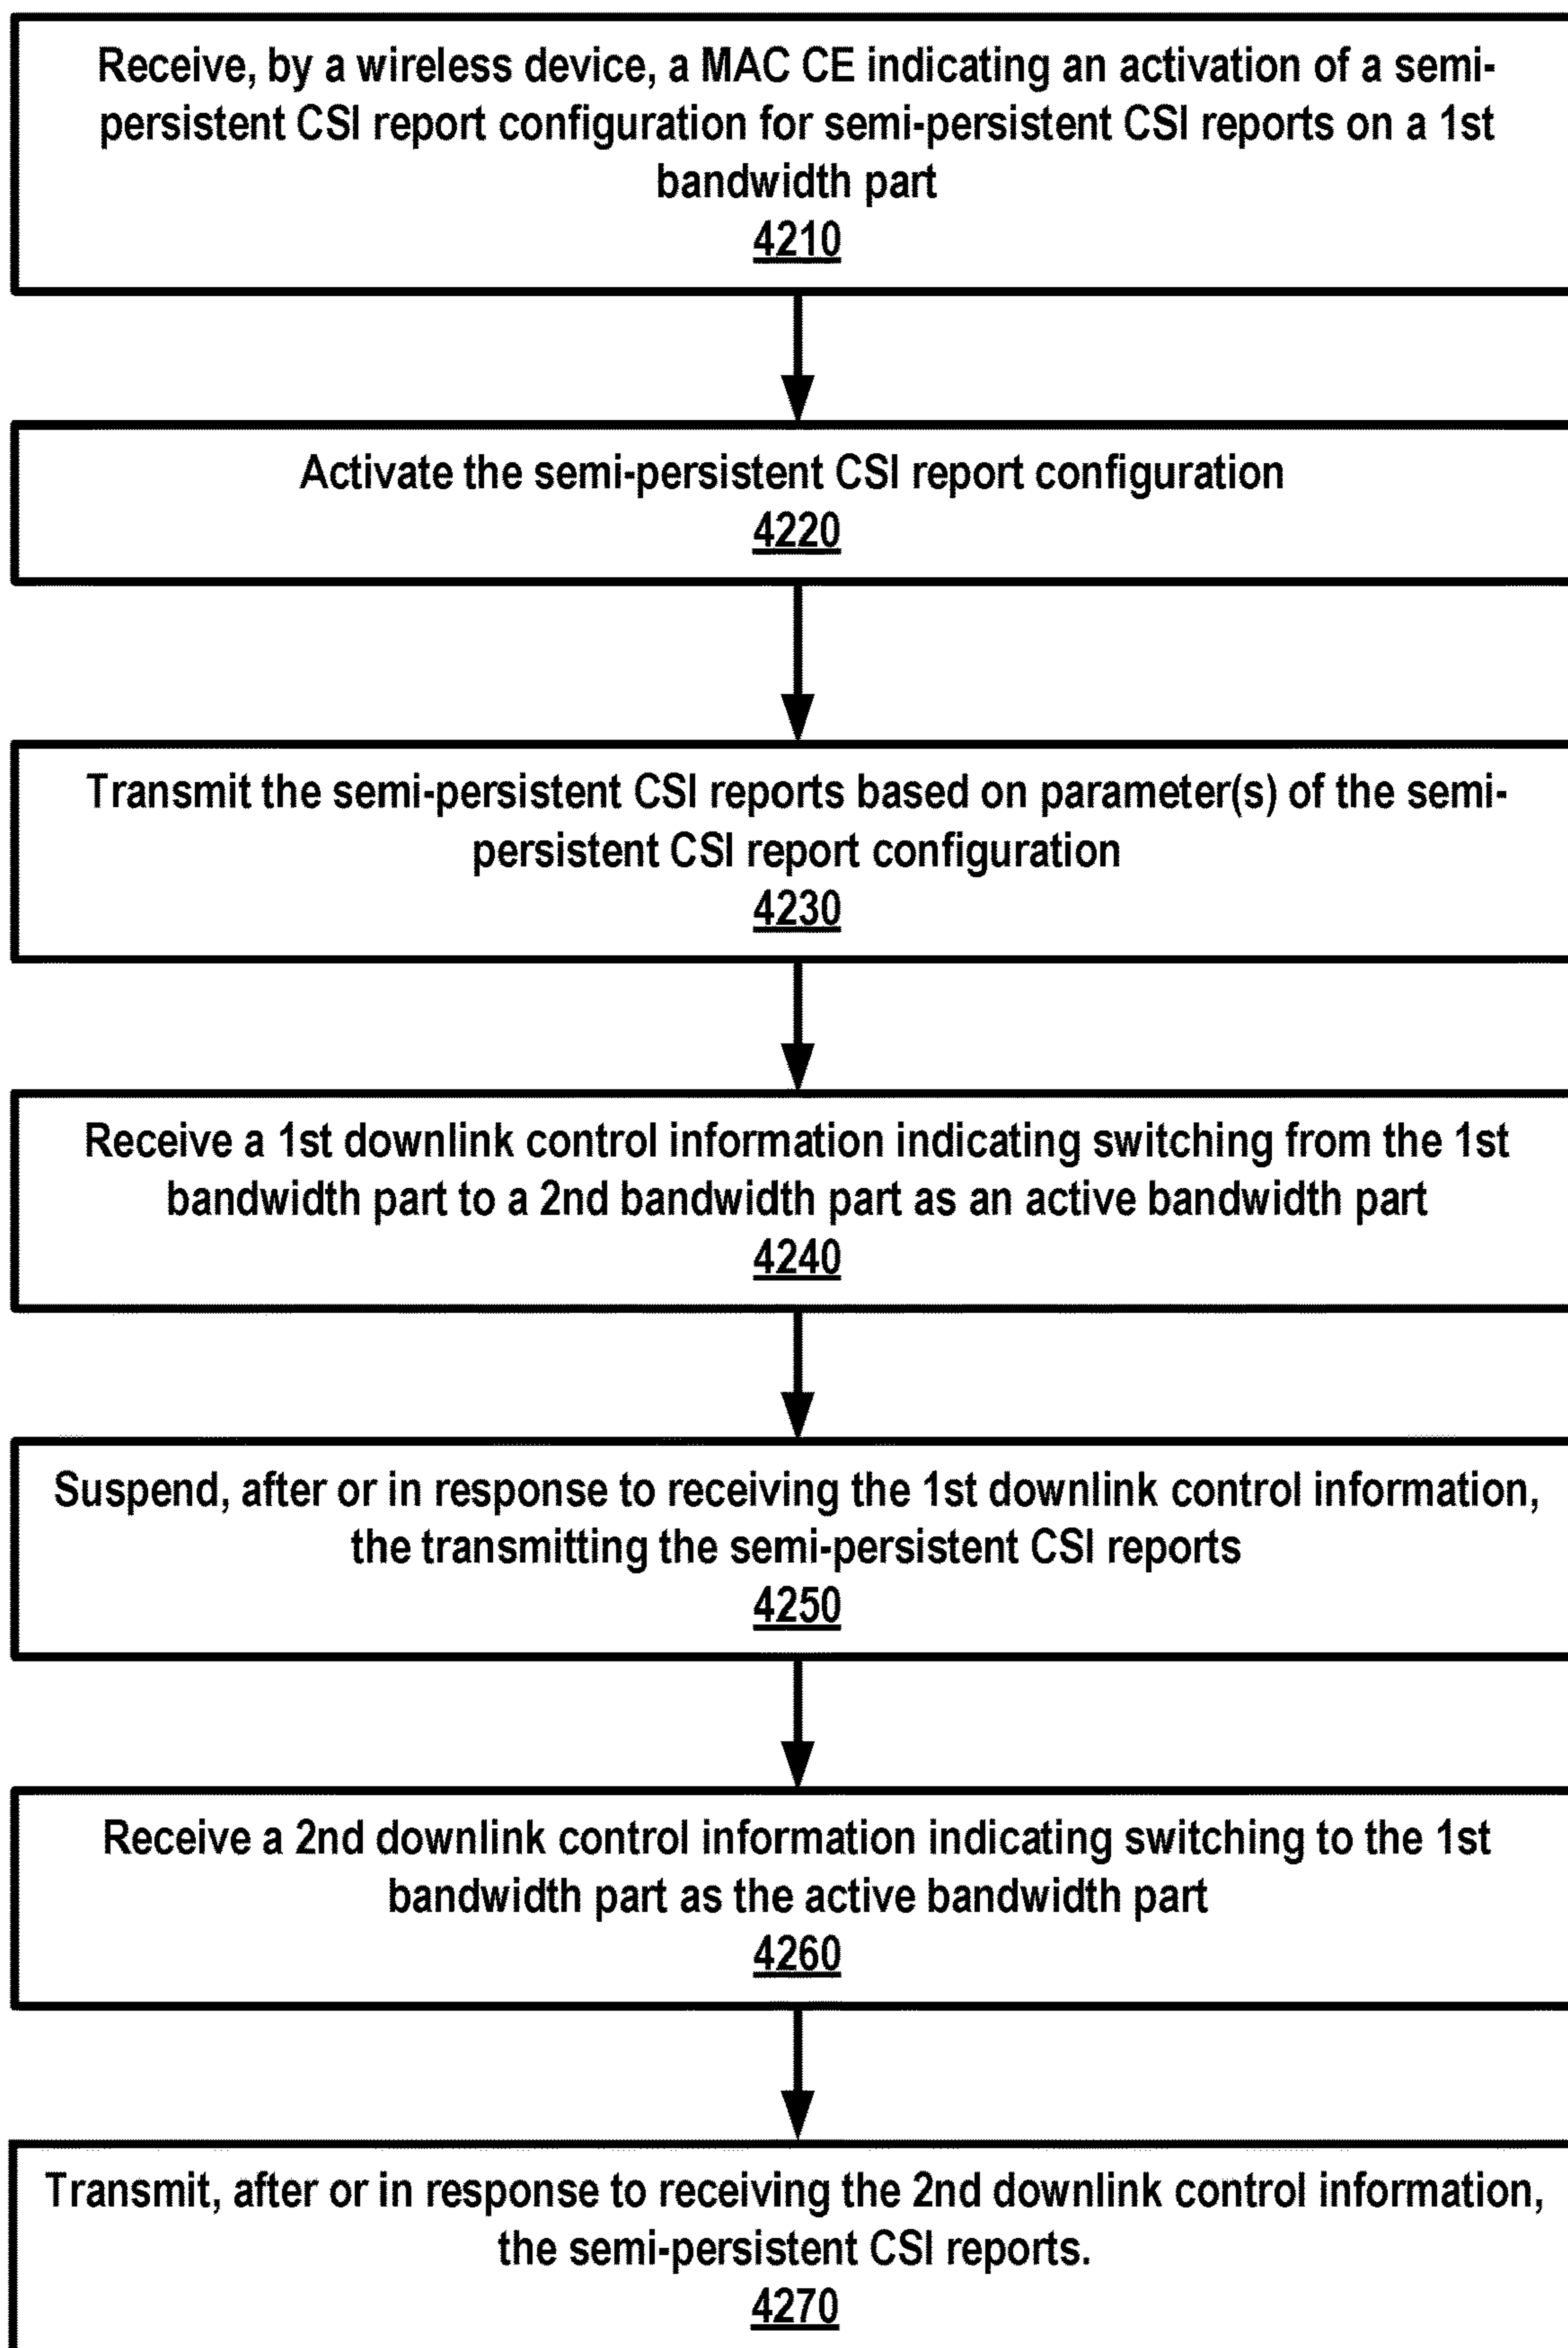 Receive, by a wireless device, a MAC CE indicating an activation of a semi-
persistent CSI report configuration for semi-persistent CSI reports on a 1st
bandwidth part
4210
Activate the semi-persistent CSI report configuration
4220
Transmit the semi-persistent CSI reports based on parameter(s) of the semi-
persistent CSI report configuration
4230
Receive a 1st downlink control information indicating switching from the 1st
bandwidth part to a 2nd bandwidth part as an active bandwidth part
4240
Suspend, after or in response to receiving the 1st downlink control information,
the transmitting the semi-persistent CSI reports
4250
Receive a 2nd downlink control information indicating switching to the 1st
bandwidth part as the active bandwidth part
4260
Transmit, after or in response to receiving the 2nd downlink control information,
the semi-persistent CSI reports.
4270